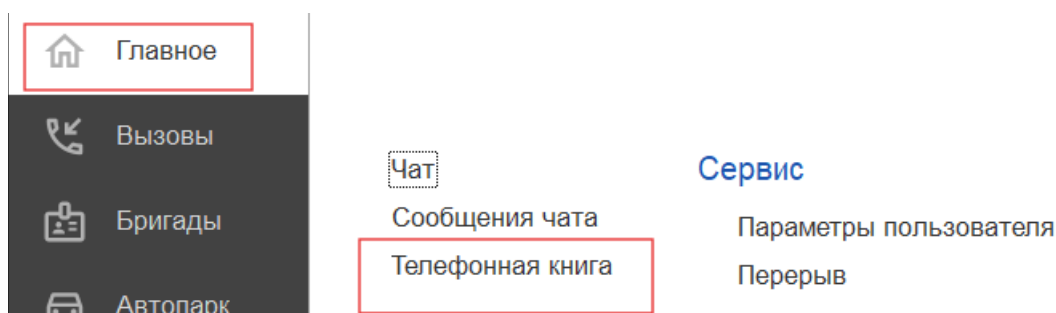 Главное
Вызовы
Бригады
Автопарк
Чат
Сообщения чата
Телефонная книга
Сервис
Параметры пользователя
Перерыв